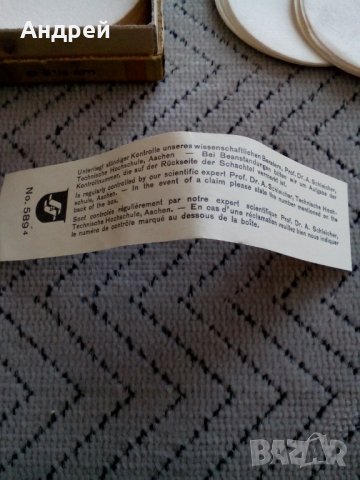 Андрей
No. 589⁴
Unterliegt ständiger Kontrolle unseres wissenschaftlichen Beraters, Prof. Dr. A. Schleicher,
Technische Hochschule, Aachen — Bei Beanstandungen bitten wir um Aufgabe der
Kontrollnummer, die auf der Rückseite der Schachtel vermerkt ist.
Is regularly controlled by our scientific expert Prof. Dr. A. Schleicher, Technische Hoch-
schule, Aachen. — In the event of a claim please state the number mentioned on the
back of the box.
Sont contrôlés régulièrement par notre expert scientifique Prof. Dr. A. Schleicher,
Technische Hochschule, Aachen. — En cas d'une réclamation veuillez bien nous indiquer
le numéro de contrôle marqué au dessous de la boîte.
BAZAR